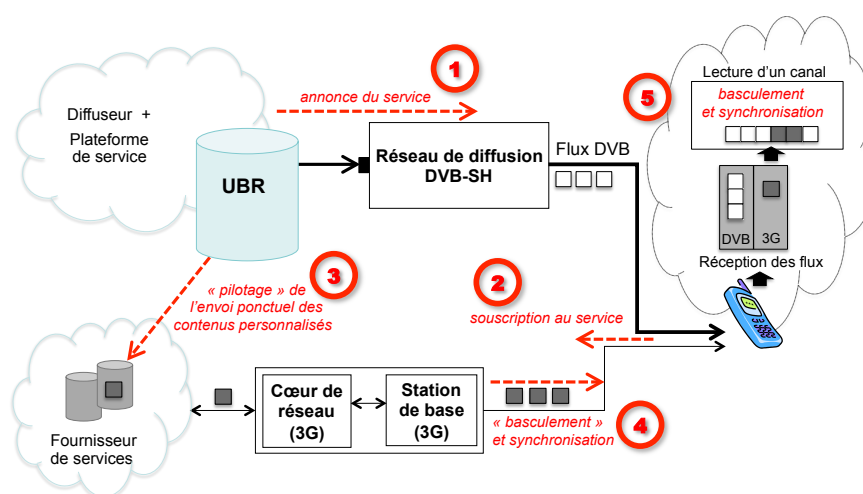 1
annonce du service
Diffuseur +
Plateforme
de service
UBR
Réseau de diffusion
DVB-SH
Flux DVB
Lecture d'un canal
5
basculement
et synchronisation
DVB
3G
Réception des flux
3
« pilotage » de
l'envoi ponctuel des
contenus personnalisés
2
souscription au service
Cœur de
réseau
(3G)
Station
de base
(3G)
« basculement »
et synchronisation
4
Fournisseur
de services